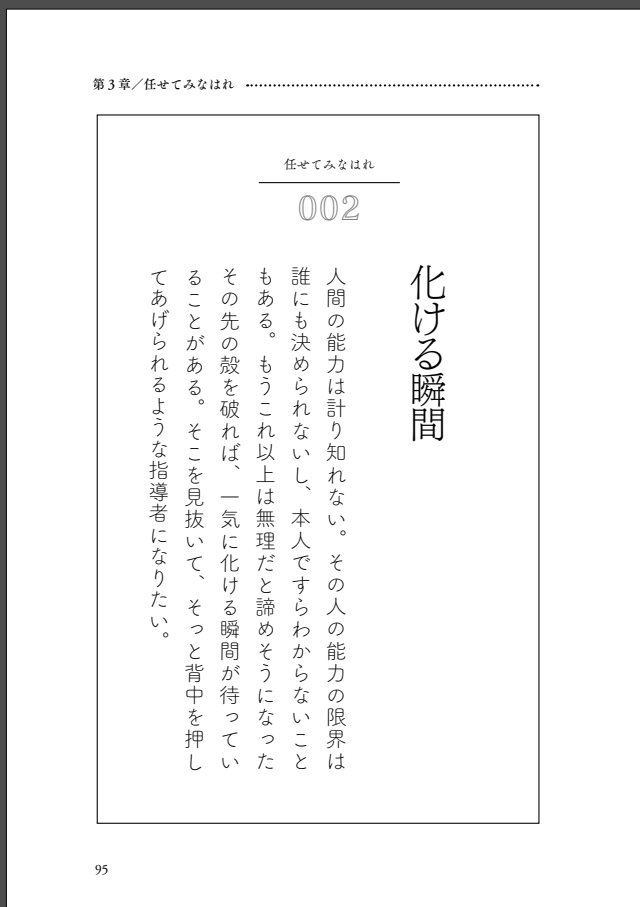 第3章／任せてみなはれ
任せてみなはれ
002
化ける瞬間
人間の能力は計り知れない。その人の能力の限界は
誰にも決められないし、本人ですらわからないこと
もある。もうこれ以上は無理だと諦めそうになった
その先の殻を破れば、一気に化ける瞬間が待ってい
ることがある。そこを見抜いて、そっと背中を押し
てあげられるような指導者になりたい。
95